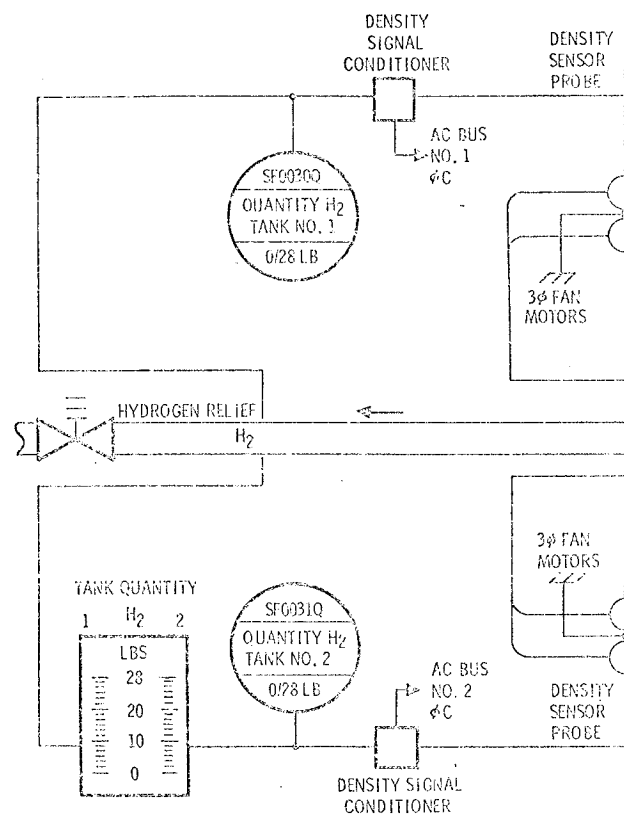 DENSITY
SIGNAL
CONDITIONER
DENSITY
SENSOR
PROBE
AC BUS
NO. 1
φC
SF0030Q
QUANTITY H₂
TANK NO. 1
0/28 LB
3φ FAN
MOTORS
HYDROGEN RELIEF
H₂
3φ FAN
MOTORS
TANK QUANTITY
1 H₂ 2
LBS
28
20
10
0
SF0031Q
QUANTITY H₂
TANK NO. 2
0/28 LB
AC BUS
NO. 2
φC
DENSITY
SENSOR
PROBE
DENSITY SIGNAL
CONDITIONER